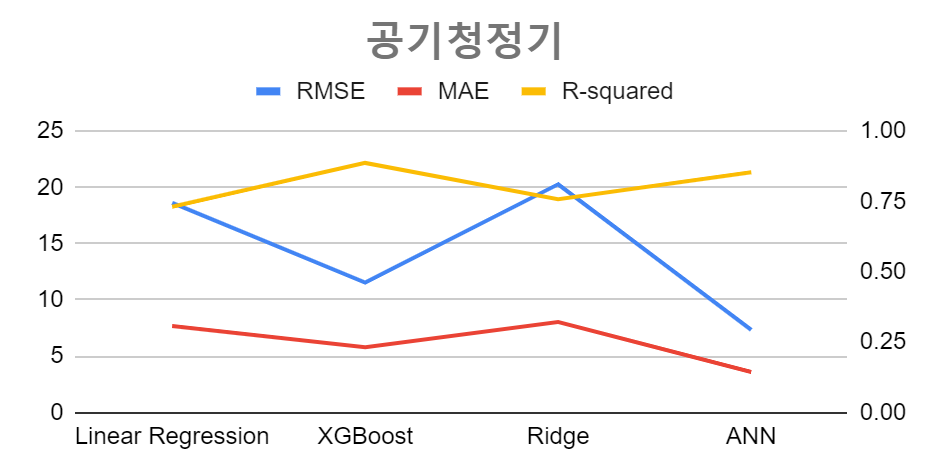 공기청정기
RMSE MAE R-squared
25 1.00
20 0.75
15 0.50
10 0.25
5 0.00
0
Linear Regression XGBoost Ridge ANN